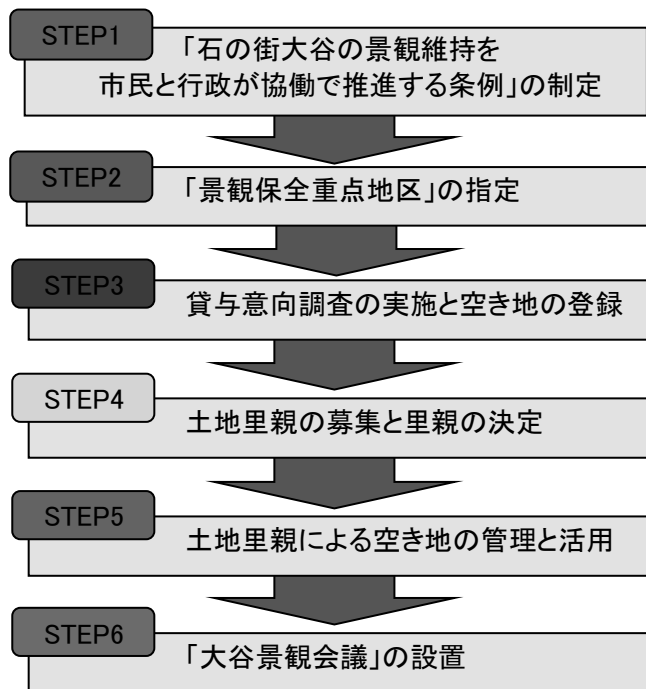 STEP1
「石の街大谷の景観維持を
市民と行政が協働で推進する条例」の制定
STEP2
「景観保全重点地区」の指定
STEP3
貸与意向調査の実施と空き地の登録
STEP4
土地里親の募集と里親の決定
STEP5
土地里親による空き地の管理と活用
STEP6
「大谷景観会議」の設置